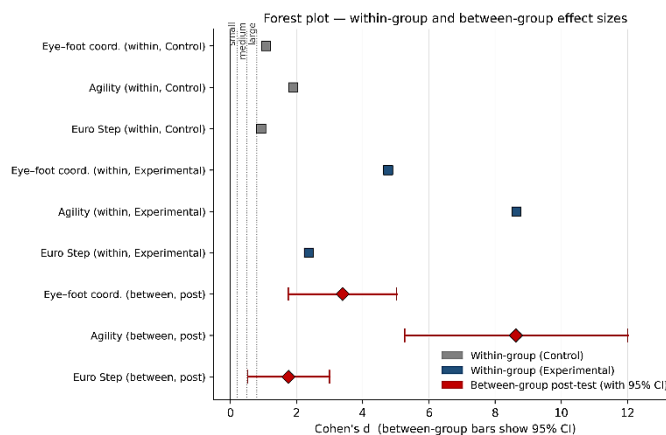 Forest plot — within-group and between-group effect sizes
small
medium
large
Eye–foot coord. (within, Control)
Agility (within, Control)
Euro Step (within, Control)
Eye–foot coord. (within, Experimental)
Agility (within, Experimental)
Euro Step (within, Experimental)
Eye–foot coord. (between, post)
Agility (between, post)
Euro Step (between, post)
Within-group (Control)
Within-group (Experimental)
Between-group post-test (with 95% CI)
0 2 4 6 8 10 12
Cohen's d (between-group bars show 95% CI)